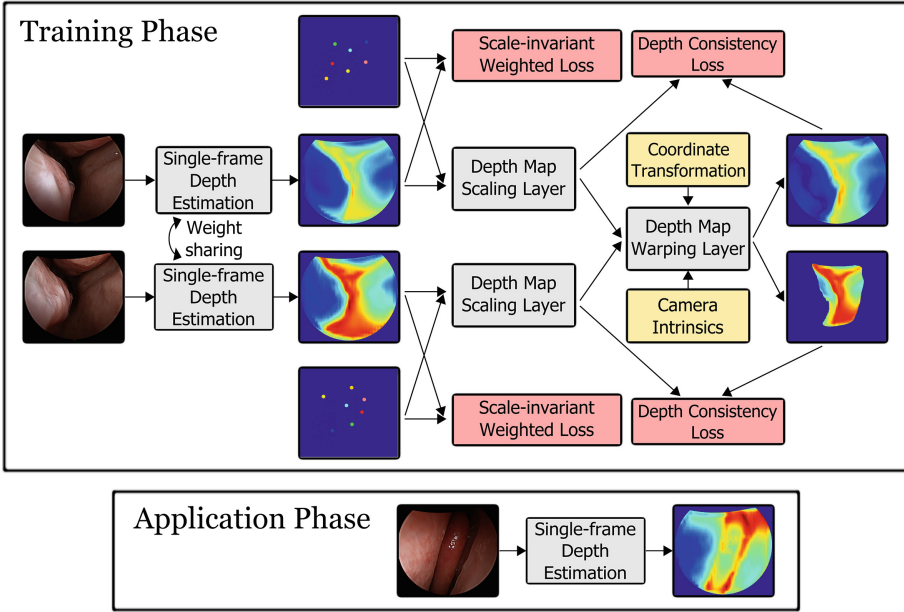 Training Phase
Scale-invariant
Weighted Loss
Depth Consistency
Loss
Single-frame
Depth
Estimation
Depth Map
Scaling Layer
Coordinate
Transformation
Weight
sharing
Depth Map
Warping Layer
Single-frame
Depth
Estimation
Depth Map
Scaling Layer
Camera
Intrinsics
Scale-invariant
Weighted Loss
Depth Consistency
Loss
Application Phase
Single-frame
Depth
Estimation